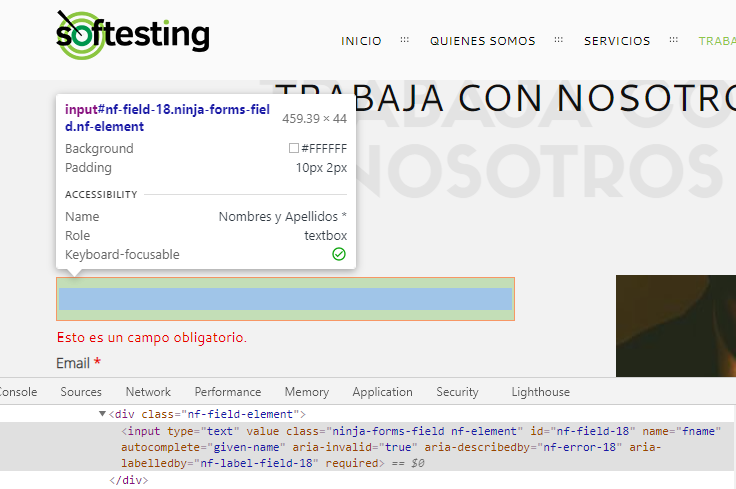 softesting
INICIO QUIENES SOMOS SERVICIOS TRABA
TRABAJA CON NOSOTRO
TRABAJA CO
NOSOTROS
input#nf-field-18.ninja-forms-fiel
d.nf-element 459.39 × 44
Background #FFFFFF
Padding 10px 2px
ACCESSIBILITY
Name Nombres y Apellidos *
Role textbox
Keyboard-focusable
Esto es un campo obligatorio.
Email *
Console Sources Network Performance Memory Application Security Lighthouse
<div class="nf-field-element">
<input type="text" value class="ninja-forms-field nf-element" id="nf-field-18" name="fname"
autocomplete="given-name" aria-invalid="true" aria-describedby="nf-error-18" aria-
labelledby="nf-label-field-18" required> == $0
</div>